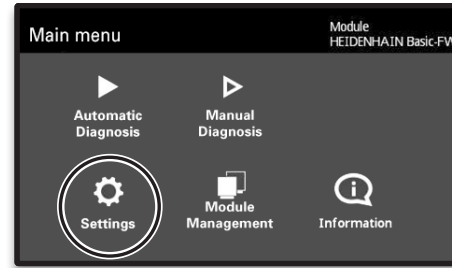 Main menu
Module
HEIDENHAIN Basic-FW
Automatic
Diagnosis
Manual
Diagnosis
Settings
Module
Management
Information